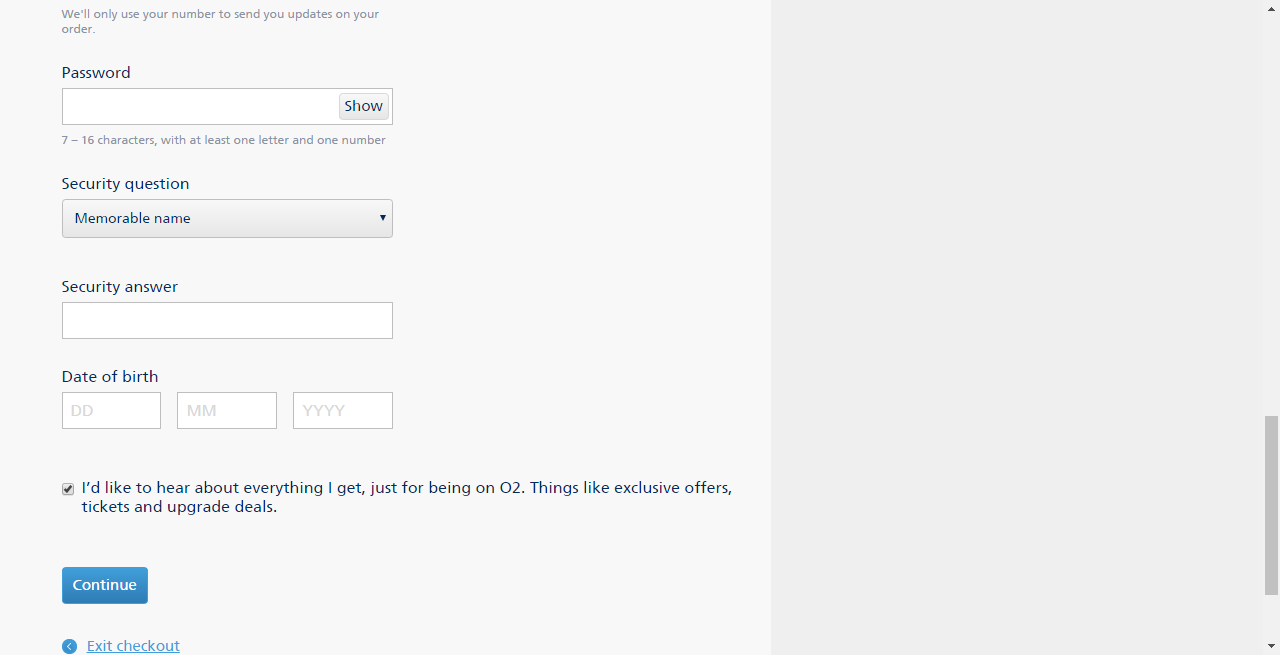 We'll only use your number to send you updates on your
order.
Password
Show
7 – 16 characters, with at least one letter and one number
Security question
Memorable name
Security answer
Date of birth
DD MM YYYY
I’d like to hear about everything I get, just for being on O2. Things like exclusive offers,
tickets and upgrade deals.
Continue
Exit checkout